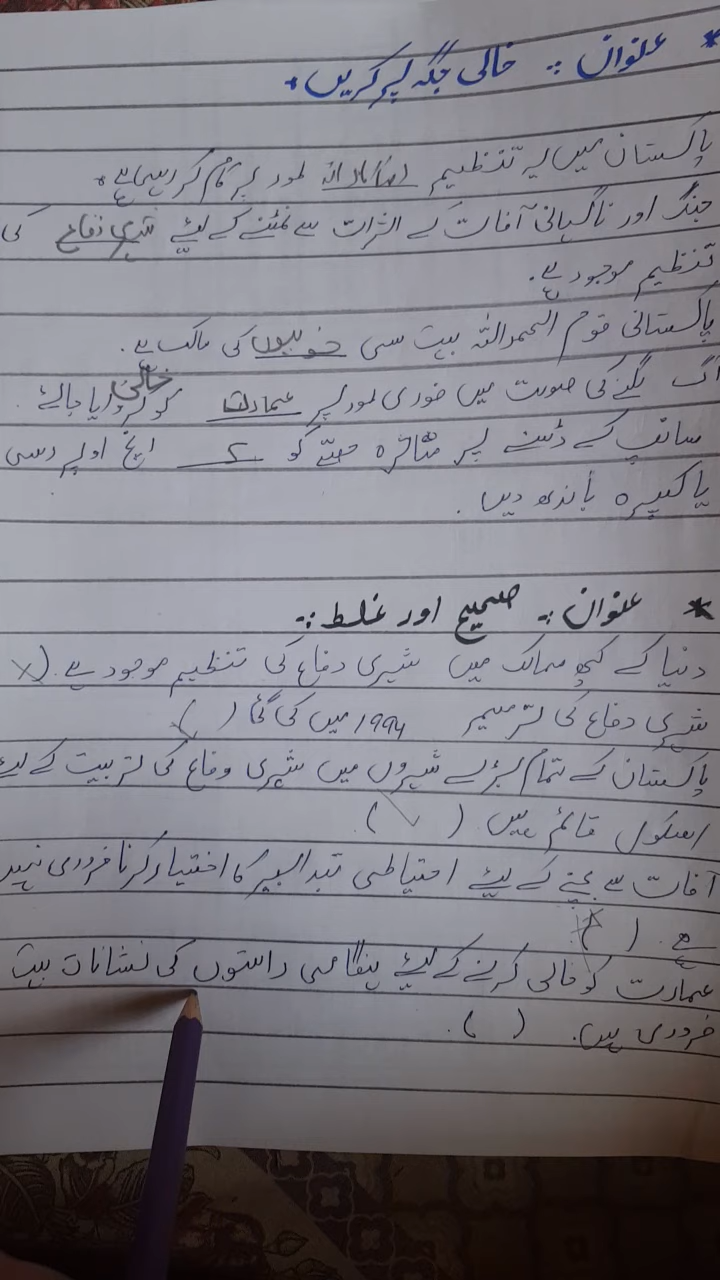 * عنوان :۔ خالی جگہ پر کریں۔
پاکستان میں یہ تنظیم رضاکارانہ طور پر کام کر رہی ہے۔
جنگ اور ناگہانی آفات کے اثرات سے نمٹنے کے لیے شہری دفاع کی
تنظیم موجود ہے۔
پاکستانی قوم الحمداللہ بہت سی خوبیوں کی مالک ہے۔
آگ لگنے کی صورت میں فوری طور پر عمارت کو خالی کروایا جائے۔
سانپ کے ڈسنے پر متاثرہ حصے کو انچ اوپر رسی
یا کپڑہ باندھ دیں۔
* عنوان :۔ صحیح اور غلط :۔
دنیا کے کچھ ممالک میں شہری دفاع کی تنظیم موجود ہے۔ (×
شہری دفاع کی ترمیم 1994 میں کی گئی ( )
پاکستان کے تمام بڑے شہروں میں شہری دفاع کی تربیت کے لیے
اسکول قائم ہیں۔ (✓)
آفات سے بچنے کے لیے احتیاطی تدابیر کا اختیار کرنا ضروری نہیں
ہے۔ (×)
عمارت کو خالی کرنے کے لیے ہنگامی راستوں کی نشانات بہت
ضروری ہیں۔ ( )۔